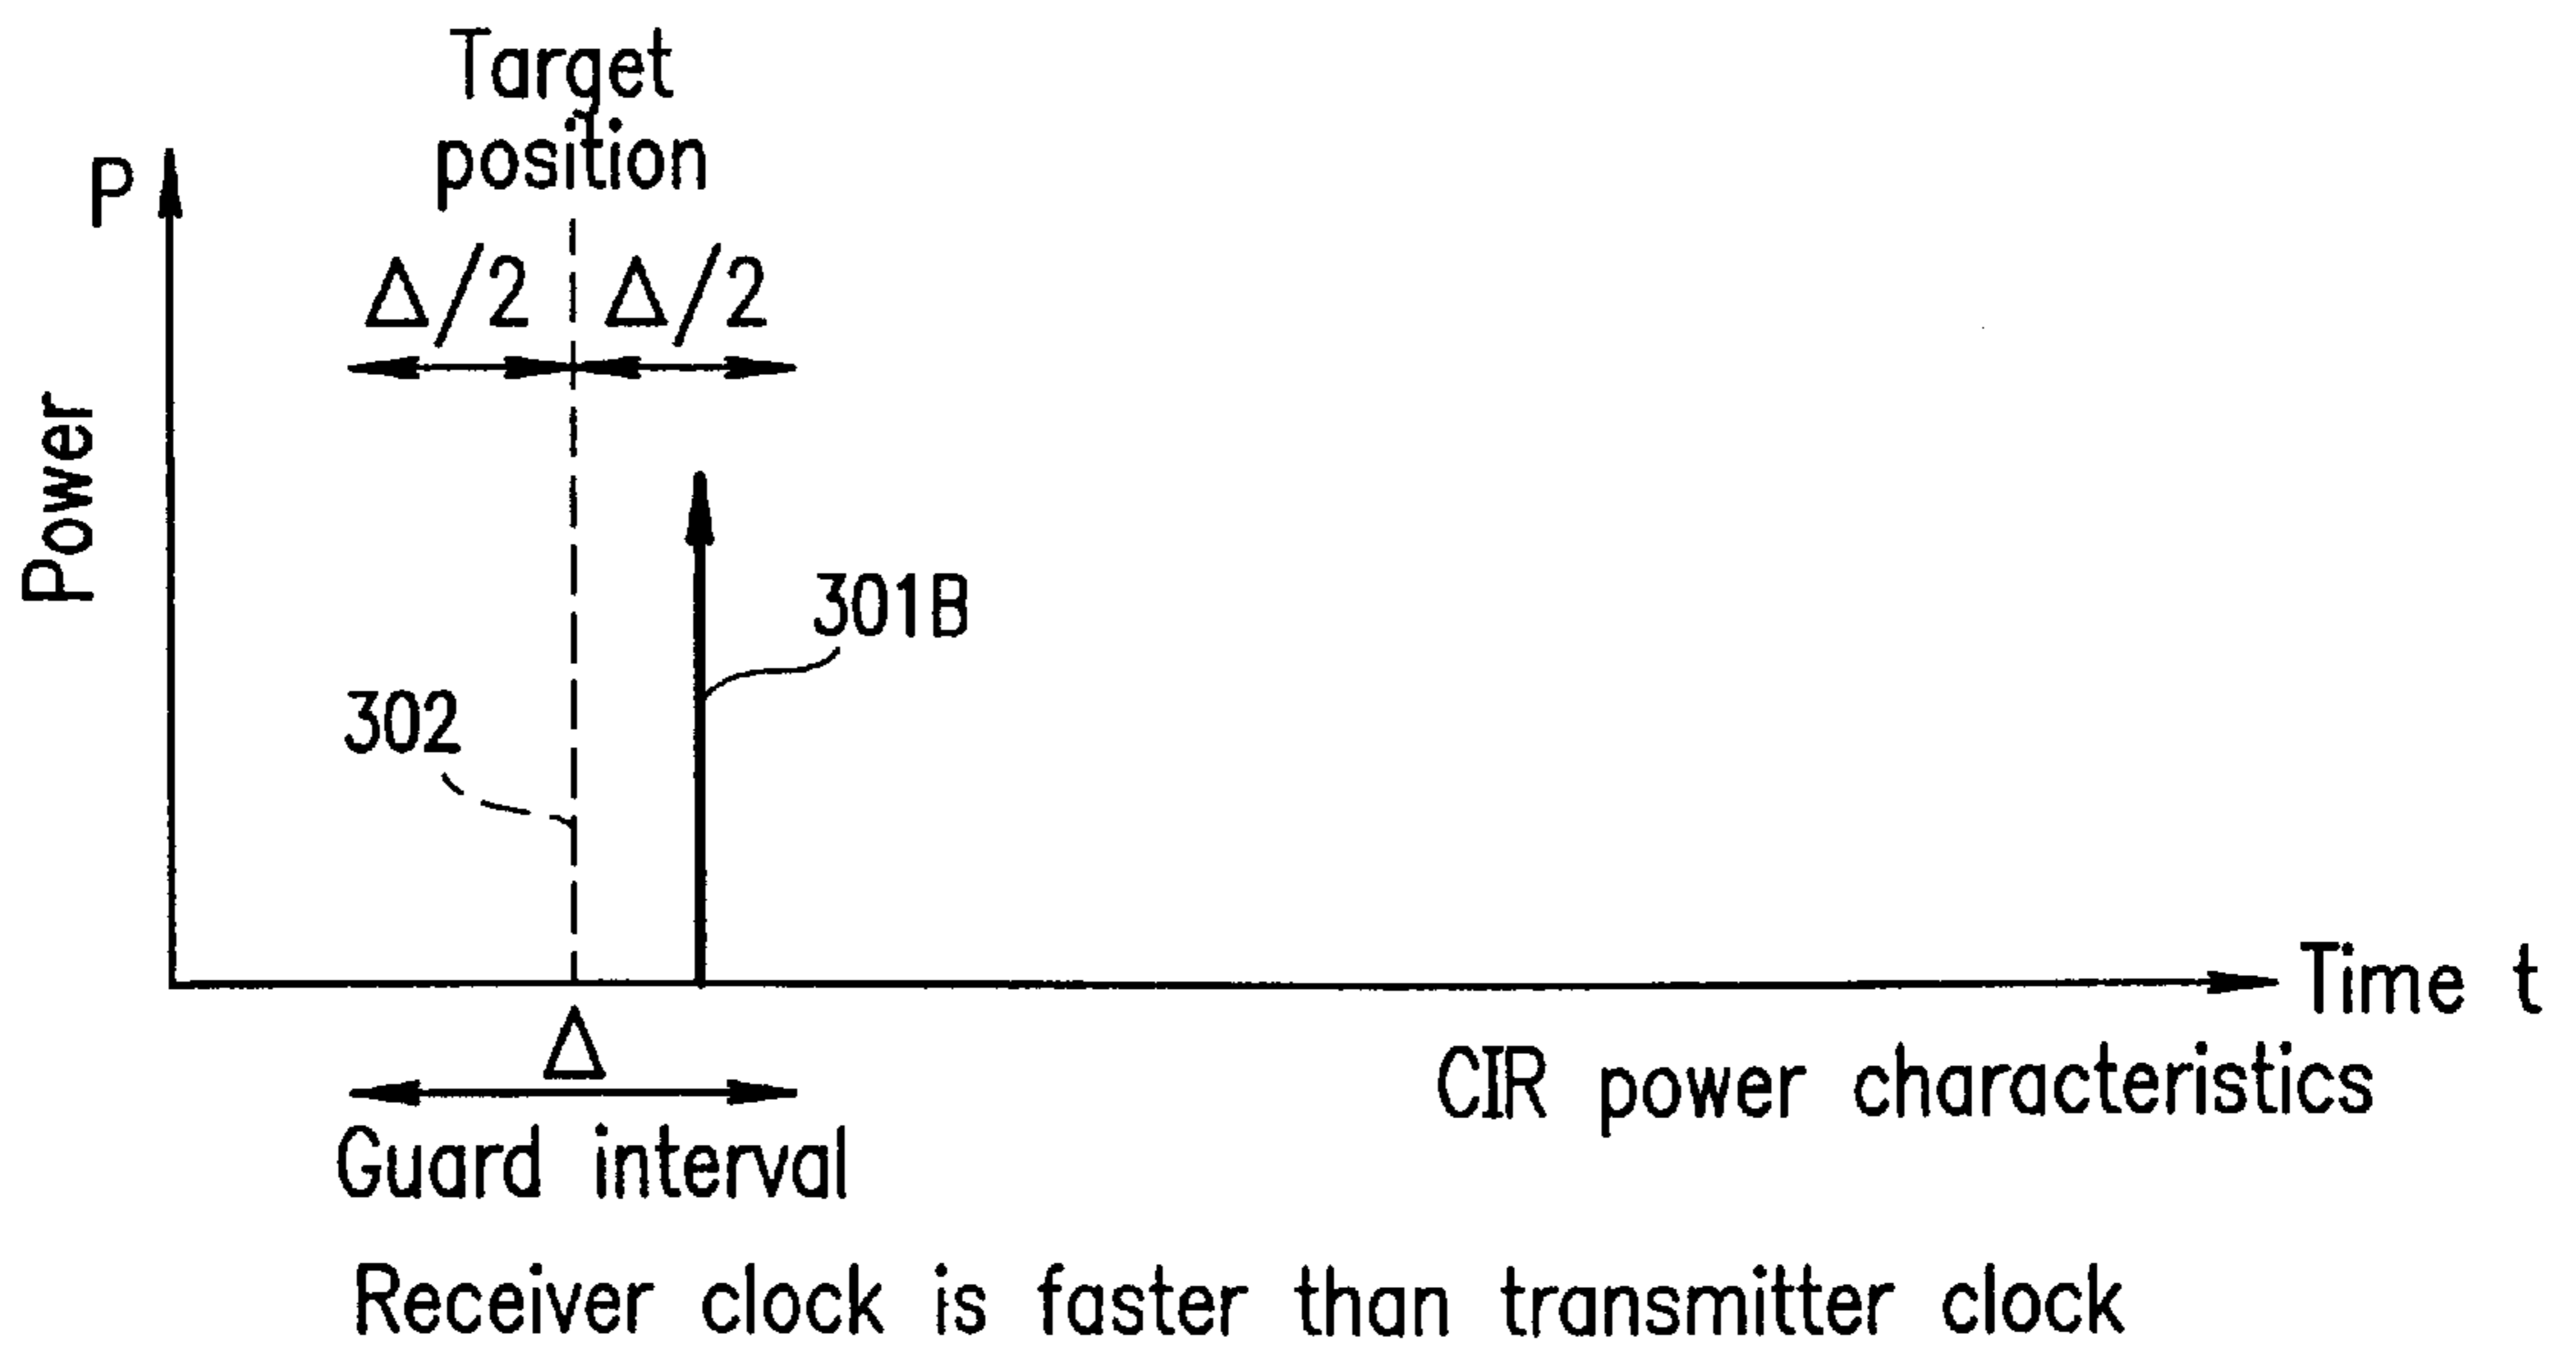 Target
position
P
Δ/2
Δ/2
Power
301B
302
Time t
Δ
CIR power characteristics
Guard interval
Receiver clock is faster than transmitter clock